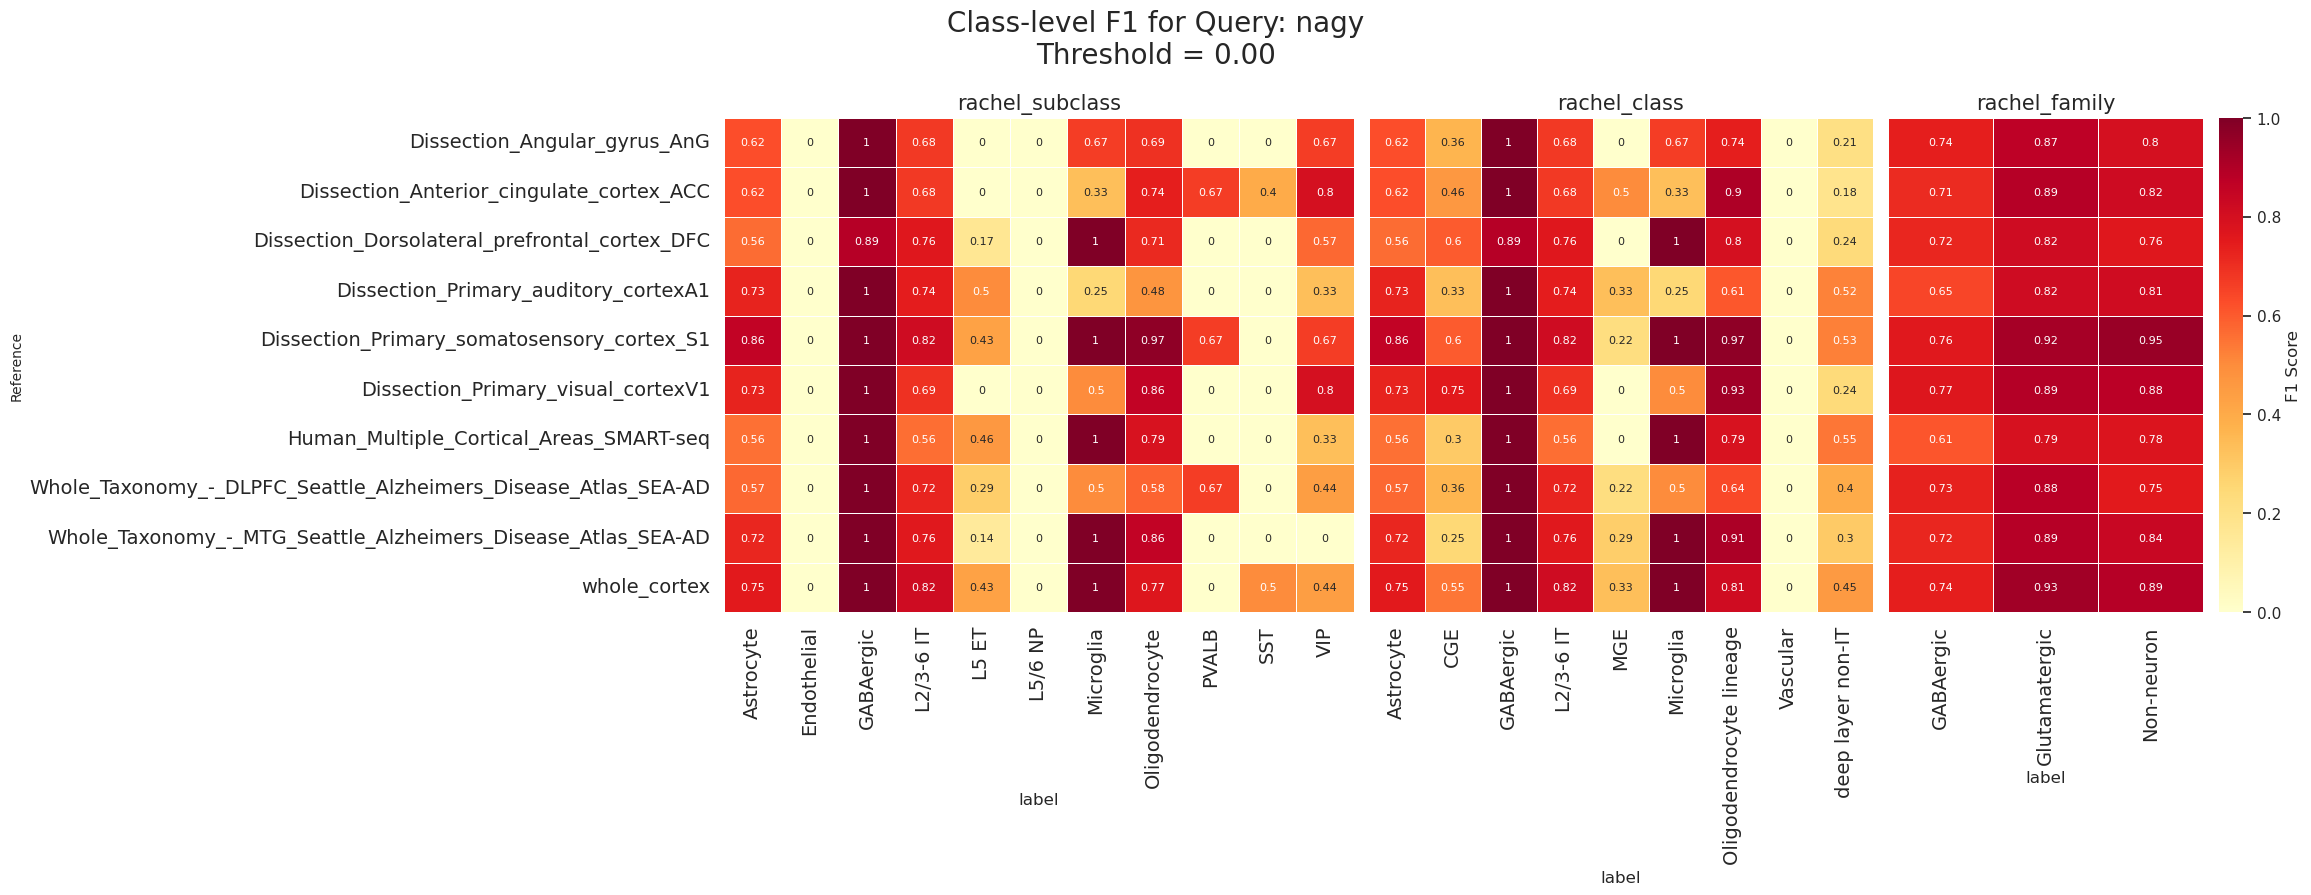 Class-level F1 for Query: nagy
Threshold = 0.00
rachel_subclass
rachel_class
rachel_family
Reference
Dissection_Angular_gyrus_AnG
0.62 0 1 0.68 0 0 0.67 0.69 0 0 0.67 0.62 0.36 1 0.68 0 0.67 0.74 0 0.21 0.74 0.87 0.8
Dissection_Anterior_cingulate_cortex_ACC
0.62 0 1 0.68 0 0 0.33 0.74 0.67 0.4 0.8 0.62 0.46 1 0.68 0.5 0.33 0.9 0 0.18 0.71 0.89 0.82
Dissection_Dorsolateral_prefrontal_cortex_DFC
0.56 0 0.89 0.76 0.17 0 1 0.71 0 0 0.57 0.56 0.6 0.89 0.76 0 1 0.8 0 0.24 0.72 0.82 0.76
Dissection_Primary_auditory_cortexA1
0.73 0 1 0.74 0.5 0 0.25 0.48 0 0 0.33 0.73 0.33 1 0.74 0.33 0.25 0.61 0 0.52 0.65 0.82 0.81
Dissection_Primary_somatosensory_cortex_S1
0.86 0 1 0.82 0.43 0 1 0.97 0.67 0 0.67 0.86 0.6 1 0.82 0.22 1 0.97 0 0.53 0.76 0.92 0.95
Dissection_Primary_visual_cortexV1
0.73 0 1 0.69 0 0 0.5 0.86 0 0 0.8 0.73 0.75 1 0.69 0 0.5 0.93 0 0.24 0.77 0.89 0.88
Human_Multiple_Cortical_Areas_SMART-seq
0.56 0 1 0.56 0.46 0 1 0.79 0 0 0.33 0.56 0.3 1 0.56 0 1 0.79 0 0.55 0.61 0.79 0.78
Whole_Taxonomy_-_DLPFC_Seattle_Alzheimers_Disease_Atlas_SEA-AD
0.57 0 1 0.72 0.29 0 0.5 0.58 0.67 0 0.44 0.57 0.36 1 0.72 0.22 0.5 0.64 0 0.4 0.73 0.88 0.75
Whole_Taxonomy_-_MTG_Seattle_Alzheimers_Disease_Atlas_SEA-AD
0.72 0 1 0.76 0.14 0 1 0.86 0 0 0 0.72 0.25 1 0.76 0.29 1 0.91 0 0.3 0.72 0.89 0.84
whole_cortex
0.75 0 1 0.82 0.43 0 1 0.77 0 0.5 0.44 0.75 0.55 1 0.82 0.33 1 0.81 0 0.45 0.74 0.93 0.89
Astrocyte
Endothelial
GABAergic
L2/3-6 IT
L5 ET
L5/6 NP
Microglia
Oligodendrocyte
PVALB
SST
VIP
label
Astrocyte
CGE
GABAergic
L2/3-6 IT
MGE
Microglia
Oligodendrocyte lineage
Vascular
deep layer non-IT
label
GABAergic
Glutamatergic
Non-neuron
label
1.0
0.8
0.6
0.4
0.2
0.0
F1 Score